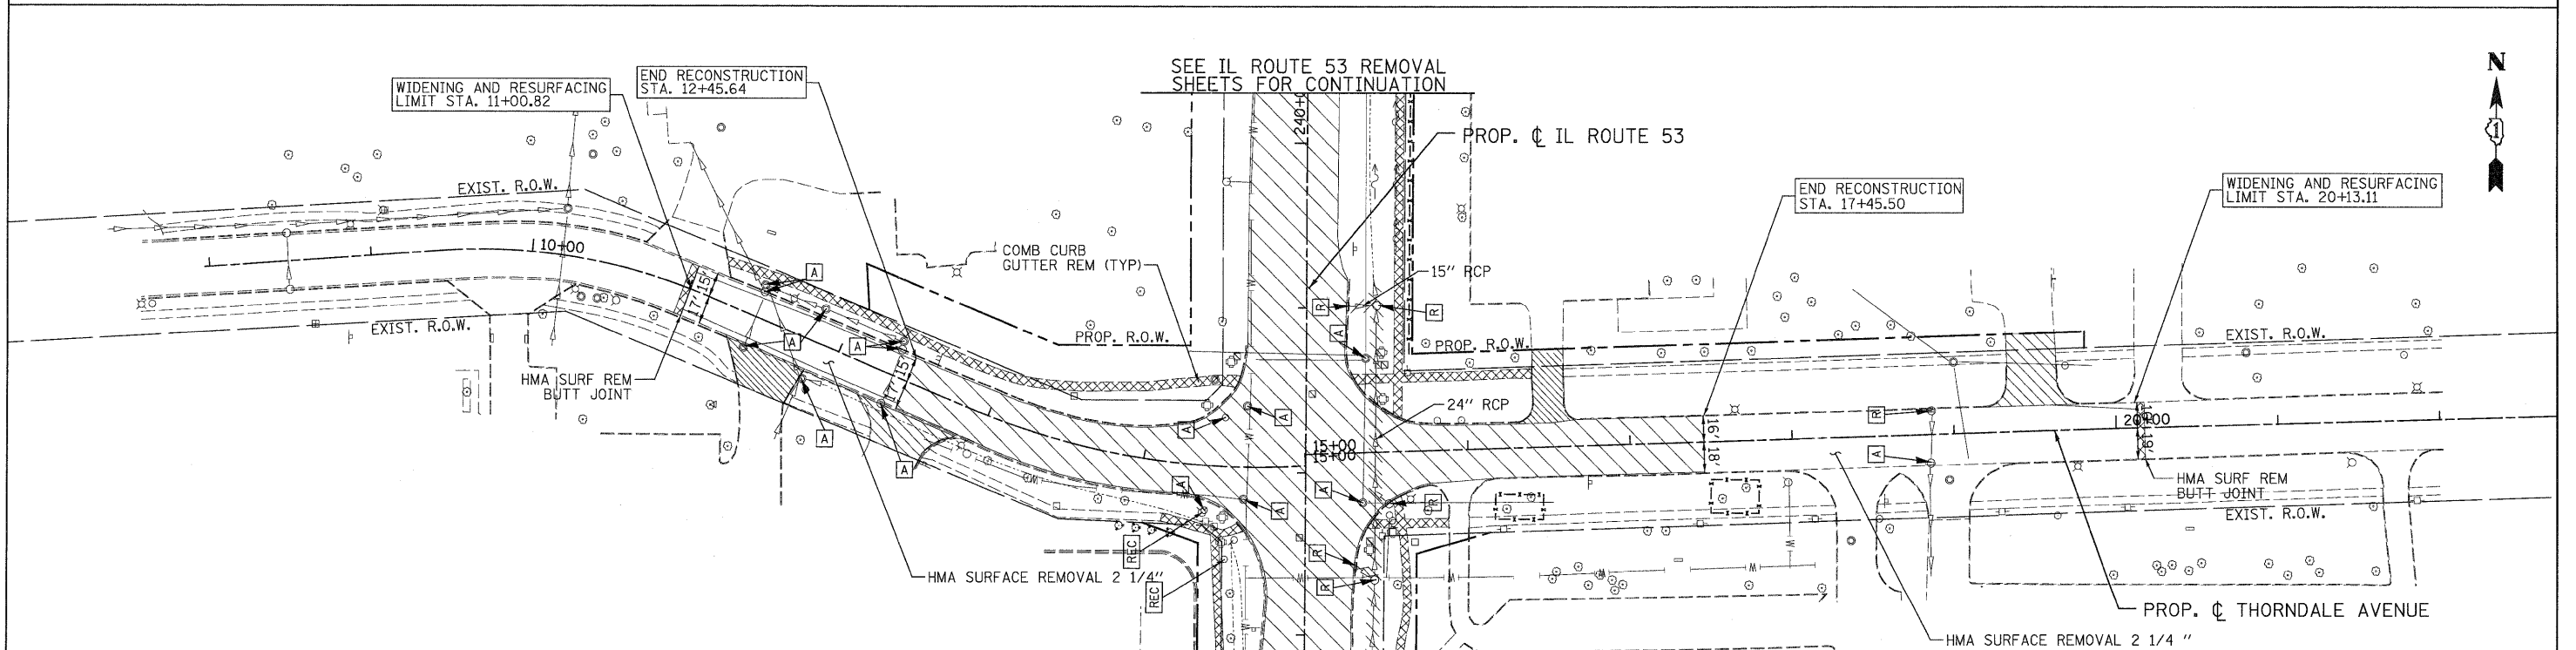 SEE IL ROUTE 53 REMOVAL
SHEETS FOR CONTINUATION
N
1
END RECONSTRUCTION
STA. 12+45.64
WIDENING AND RESURFACING
LIMIT STA. 11+00.82
PROP. ℄ IL ROUTE 53
240+0
END RECONSTRUCTION
STA. 17+45.50
WIDENING AND RESURFACING
LIMIT STA. 20+13.11
EXIST. R.O.W.
10+00
COMB CURB
GUTTER REM (TYP)
15" RCP
A
R
R
17' 15'
EXIST. R.O.W.
PROP. R.O.W.
A
PROP. R.O.W.
EXIST. R.O.W.
A
A
HMA SURF REM
BUTT JOINT
17' 15'
24" RCP
A
A
R
A
A
15+00
15+00
16'
18'
20+00
19'
A
A
HMA SURF REM
BUTT JOINT
A
A
R
A
EXIST. R.O.W.
REC
R
HMA SURFACE REMOVAL 2 1/4"
R
REC
W
PROP. ℄ THORNDALE AVENUE
HMA SURFACE REMOVAL 2 1/4 "